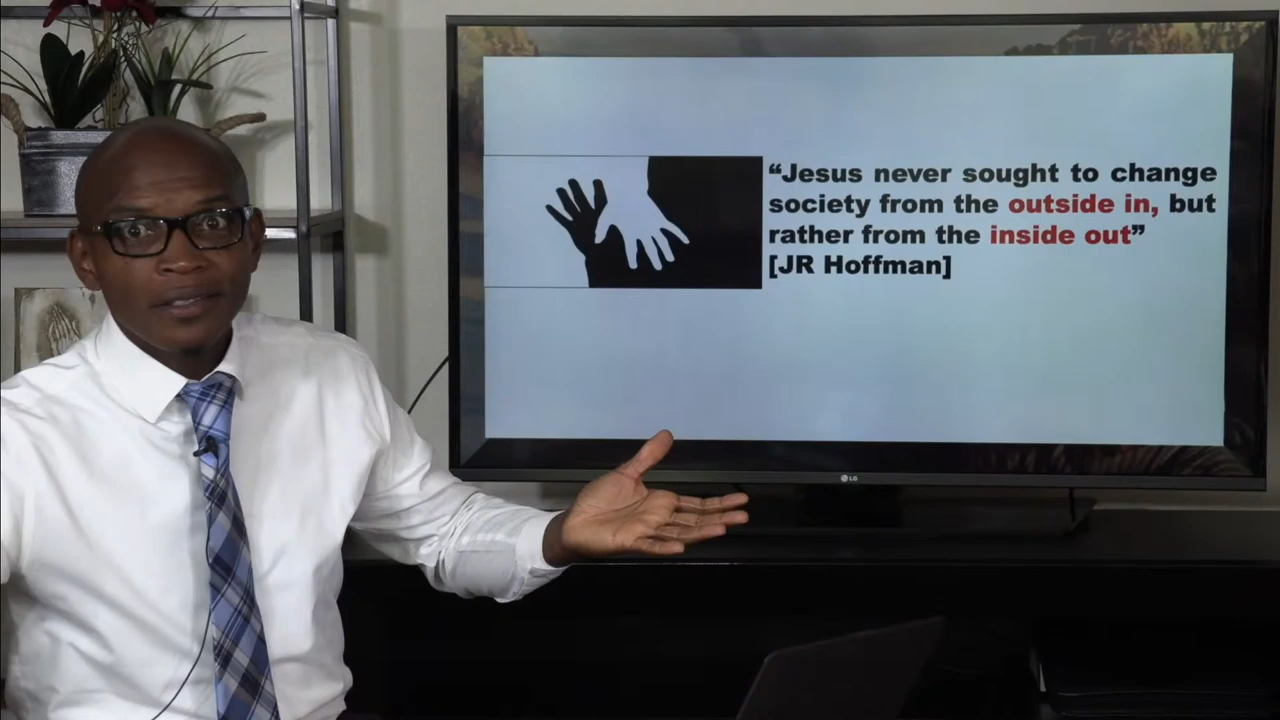 “Jesus never sought to change
society from the outside in, but
rather from the inside out”
[JR Hoffman]
LG